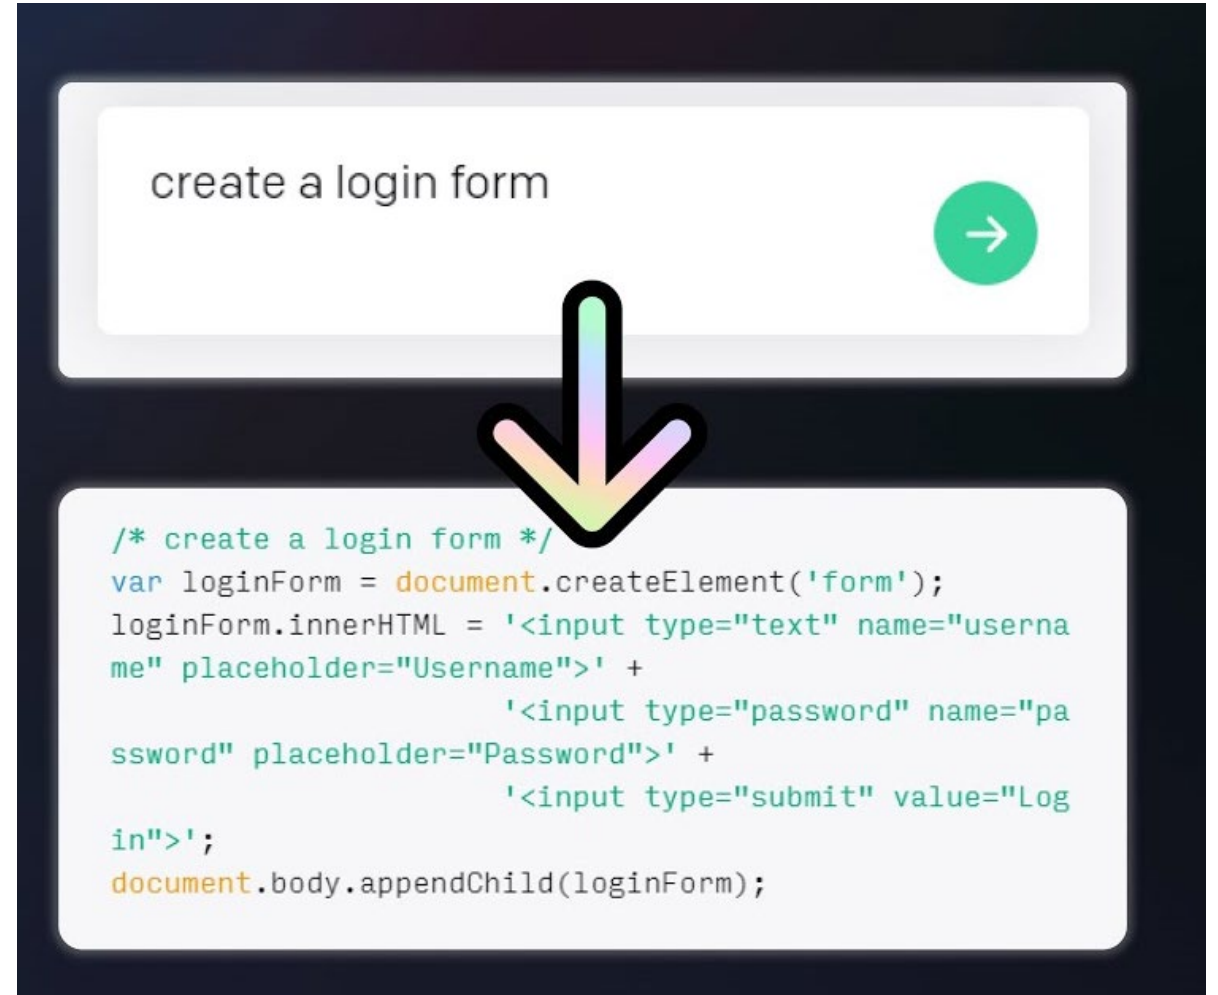 create a login form
/* create a login form */
var loginForm = document.createElement('form');
loginForm.innerHTML = '<input type="text" name="userna
me" placeholder="Username">' +
'<input type="password" name="pa
ssword" placeholder="Password">' +
'<input type="submit" value="Log
in">';
document.body.appendChild(loginForm);